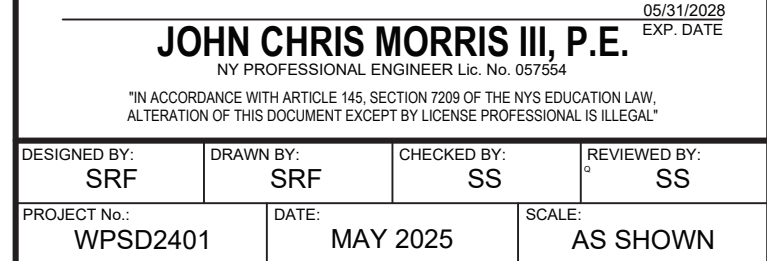 05/31/2028
JOHN CHRIS MORRIS III, P.E. EXP. DATE
NY PROFESSIONAL ENGINEER Lic. No. 057554
"IN ACCORDANCE WITH ARTICLE 145, SECTION 7209 OF THE NYS EDUCATION LAW,
ALTERATION OF THIS DOCUMENT EXCEPT BY LICENSE PROFESSIONAL IS ILLEGAL"
DESIGNED BY: DRAWN BY: CHECKED BY: REVIEWED BY:
SRF SRF SS Q SS
PROJECT No.: DATE: SCALE:
WPSD2401 MAY 2025 AS SHOWN